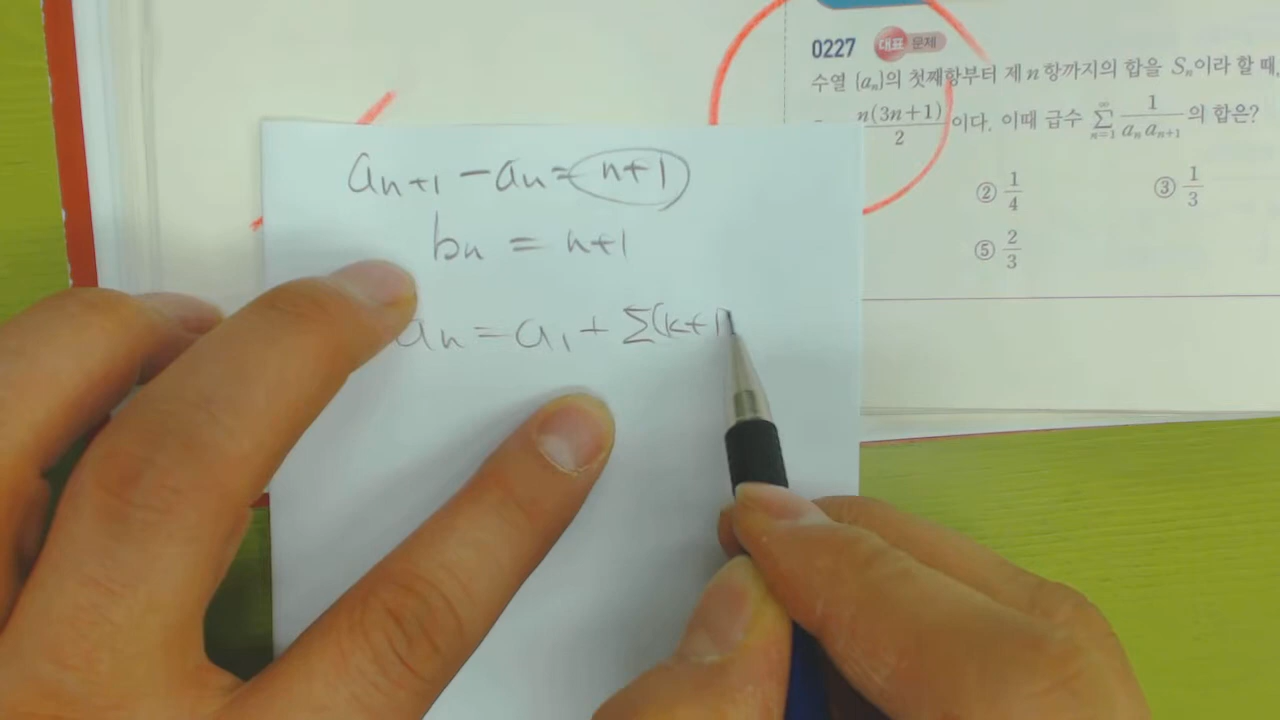 0227 대표 문제
수열 {aₙ}의 첫째항부터 제 n 항까지의 합을 Sₙ이라 할 때,
n(3n+1)/2 이다. 이때 급수 ∑_{n=1}^{∞} 1/(aₙ aₙ₊₁) 의 합은?
② 1/4 ③ 1/3
⑤ 2/3
aₙ₊₁ - aₙ = n+1
bₙ = n+1
aₙ = a₁ + ∑(k+1)